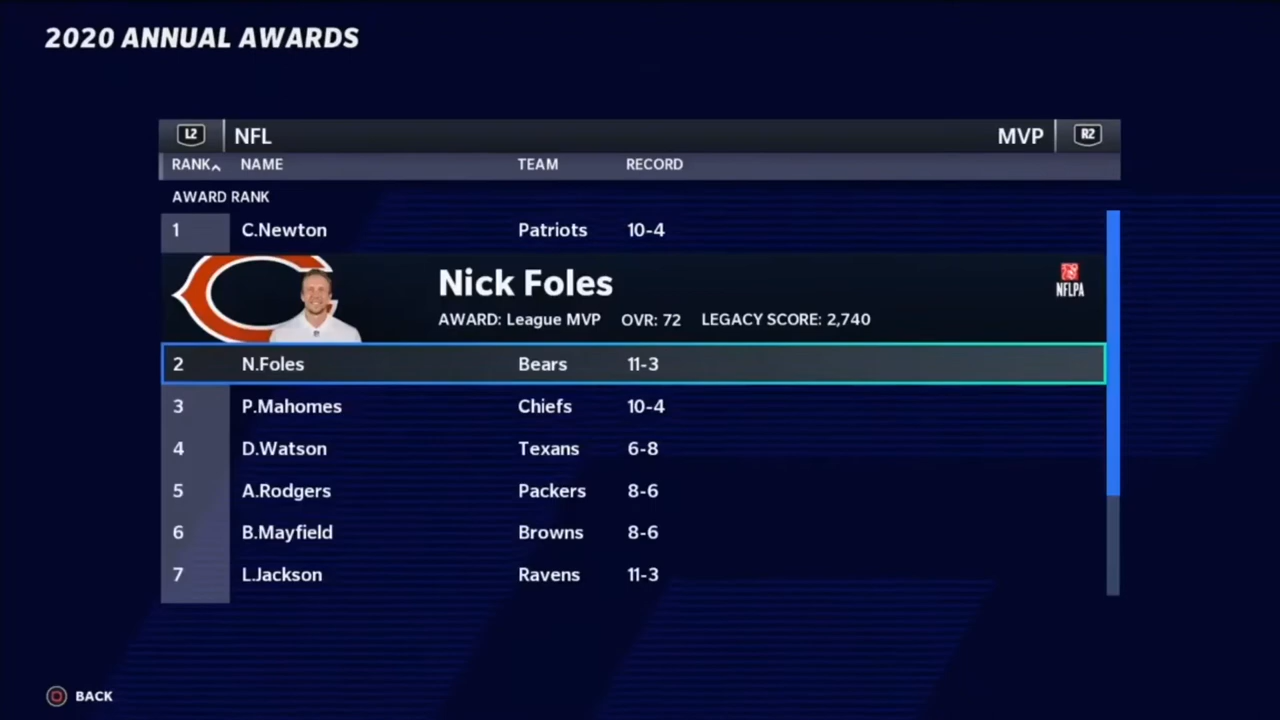 2020 ANNUAL AWARDS
L2 NFL MVP R2
RANK NAME TEAM RECORD
AWARD RANK
1 C.Newton Patriots 10-4
Nick Foles
NFLPA
AWARD: League MVP OVR: 72 LEGACY SCORE: 2,740
2 N.Foles Bears 11-3
3 P.Mahomes Chiefs 10-4
4 D.Watson Texans 6-8
5 A.Rodgers Packers 8-6
6 B.Mayfield Browns 8-6
7 L.Jackson Ravens 11-3
BACK